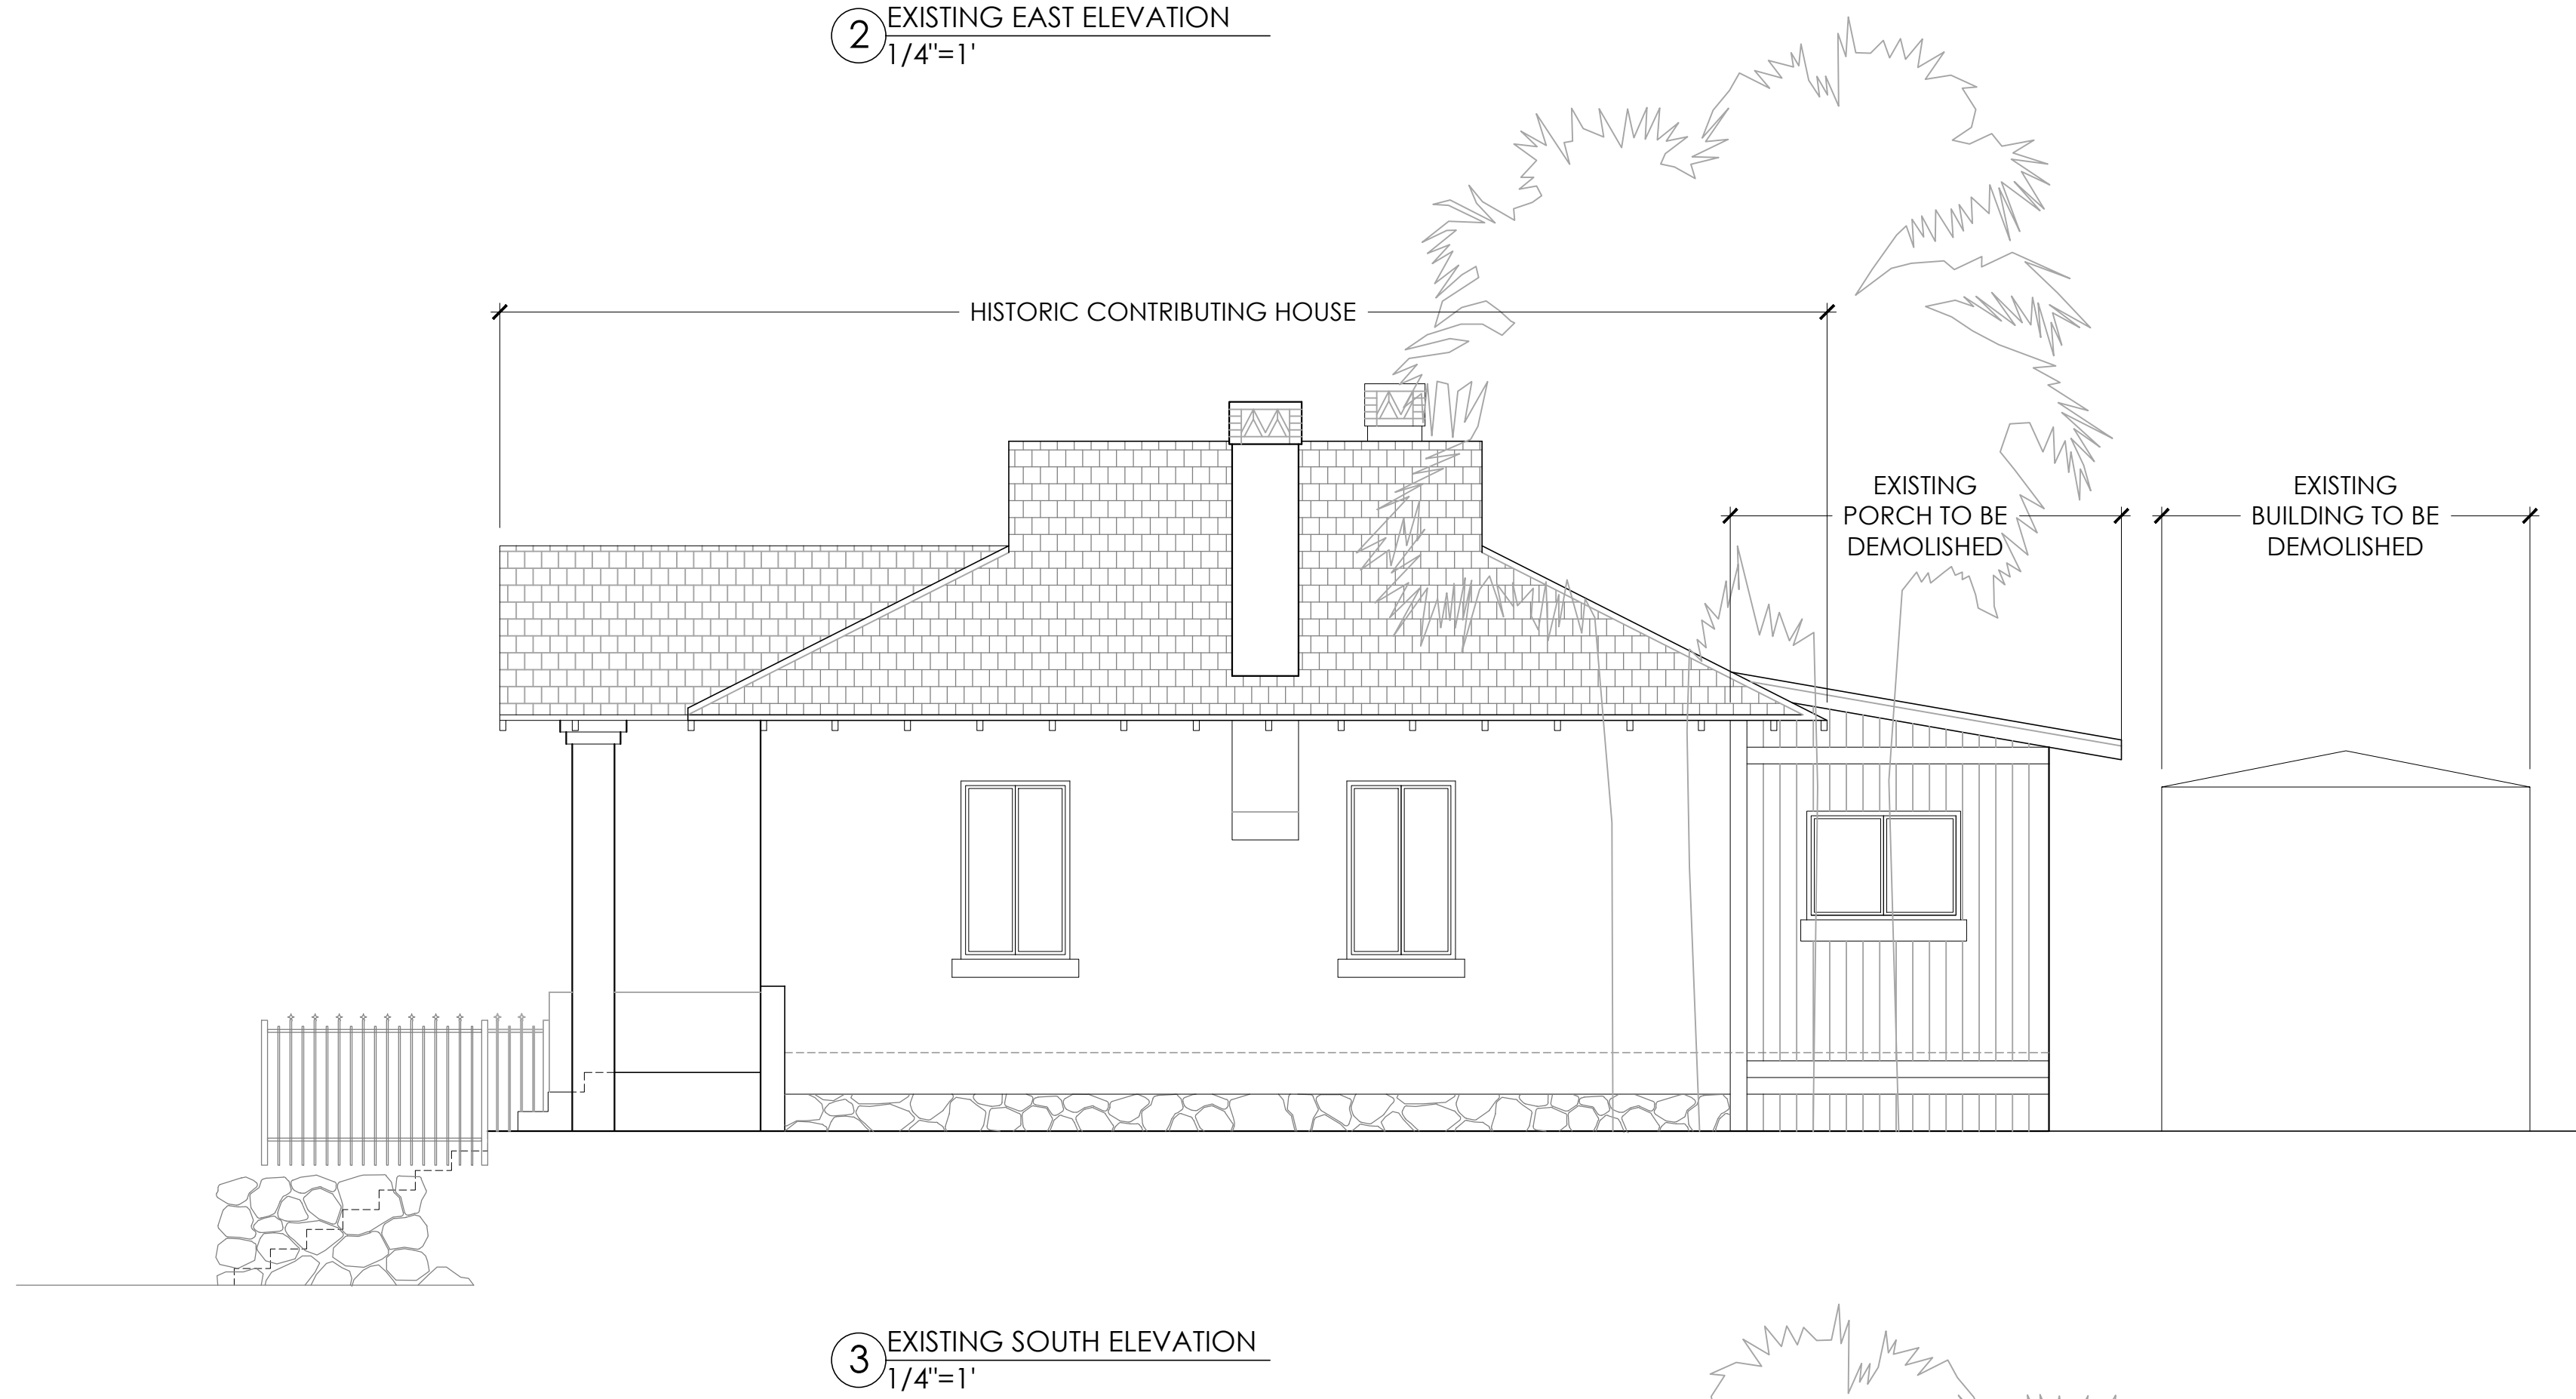 2 EXISTING EAST ELEVATION
1/4"=1'
HISTORIC CONTRIBUTING HOUSE
EXISTING
PORCH TO BE
DEMOLISHED
EXISTING
BUILDING TO BE
DEMOLISHED
3 EXISTING SOUTH ELEVATION
1/4"=1'